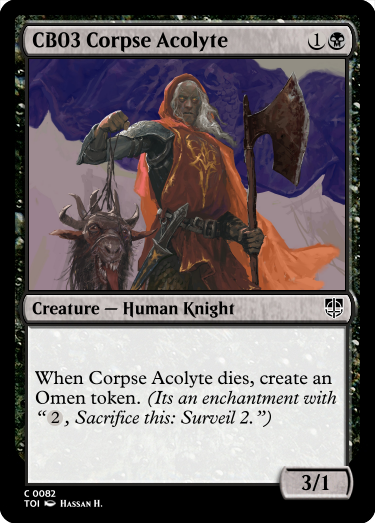 CB03 Corpse Acolyte 1
Creature — Human Knight
When Corpse Acolyte dies, create an
Omen token. (Its an enchantment with
“ 2 , Sacrifice this: Surveil 2.”)
3/1
C 0082
TOI HASSAN H.